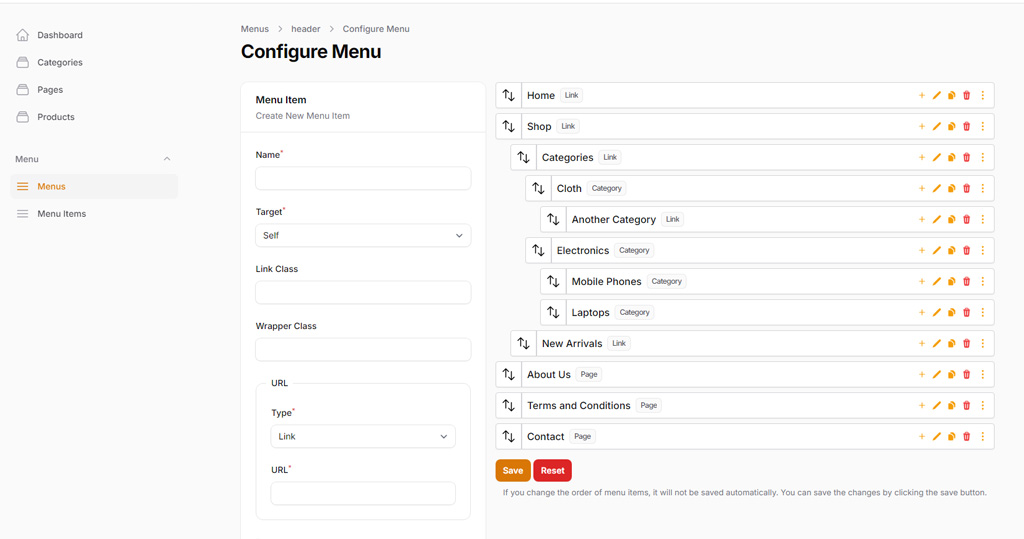 Dashboard
Categories
Pages
Products
Menu
Menus
Menu Items
Menus > header > Configure Menu
Configure Menu
Menu Item
Create New Menu Item
Name*
Target*
Self
Link Class
Wrapper Class
URL
Type*
Link
URL*
Home Link
Shop Link
Categories Link
Cloth Category
Another Category Link
Electronics Category
Mobile Phones Category
Laptops Category
New Arrivals Link
About Us Page
Terms and Conditions Page
Contact Page
Save Reset
If you change the order of menu items, it will not be saved automatically. You can save the changes by clicking the save button.